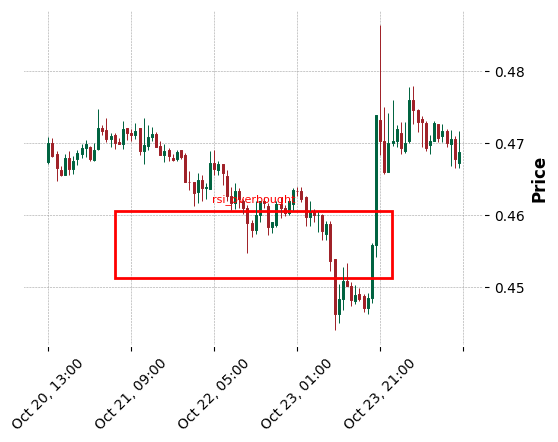 0.48
0.47
0.46
0.45
Price
rsi_overbought
Oct 20, 13:00
Oct 21, 09:00
Oct 22, 05:00
Oct 23, 01:00
Oct 23, 21:00